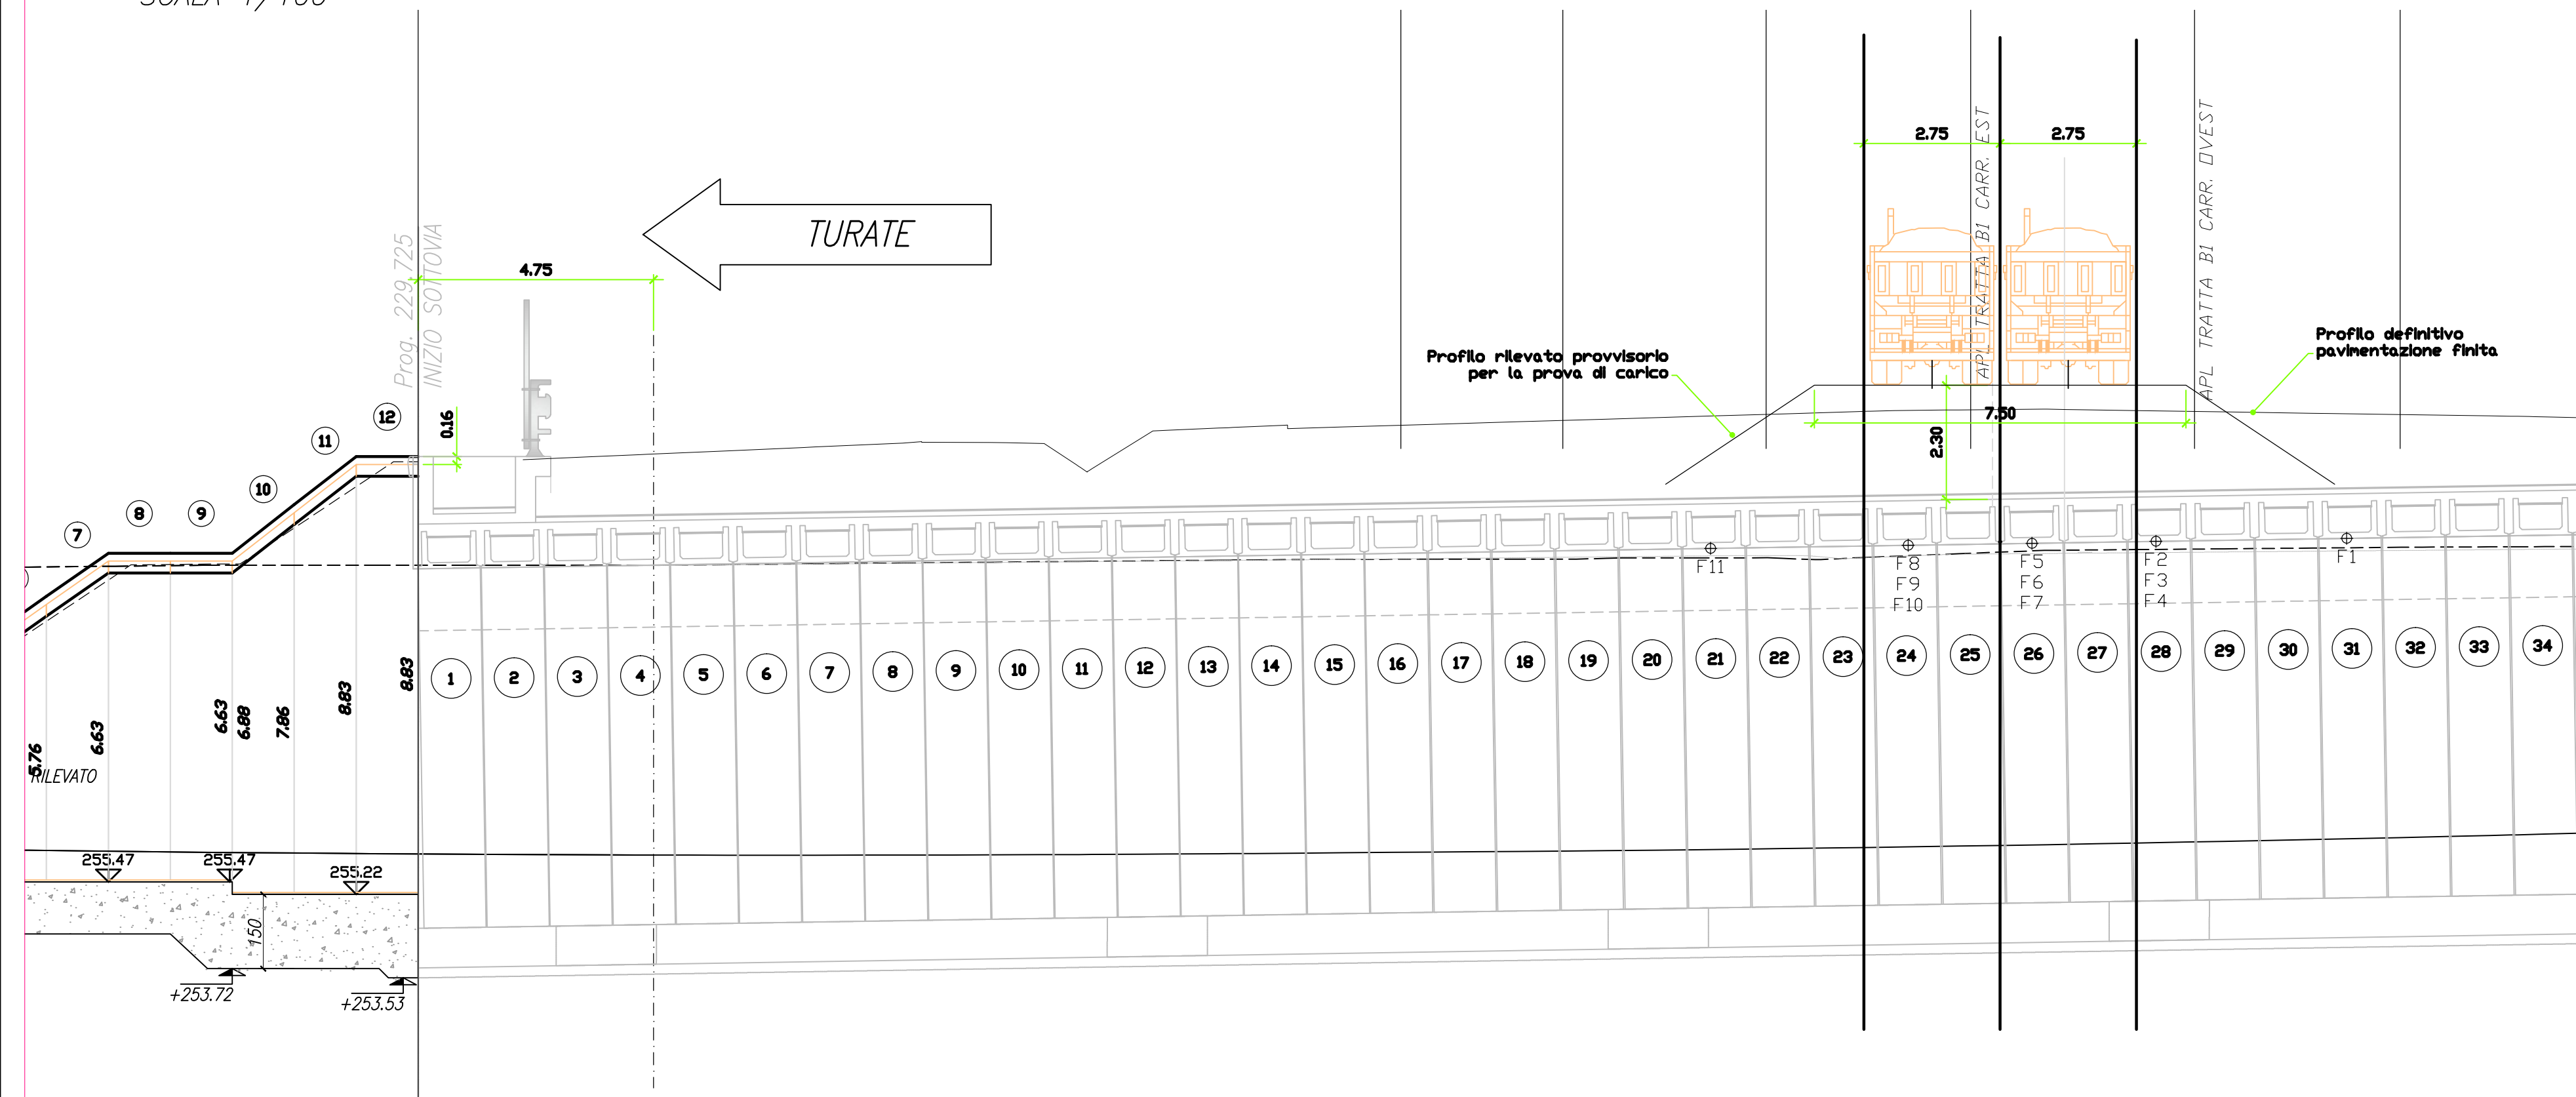 SCALA 1/100
2.75
2.75
APL TRATTA B1 CARR. EST
APL TRATTA B1 CARR. OVEST
TURATE
4.75
Prog. 229,725
INIZIO SOTTOVIA
Profilo definitivo
pavimentazione finita
Profilo rilevato provvisorio
per la prova di carico
7.50
2.30
0.16
12
11
10
9
8
7
F11
F8
F9
F10
F5
F6
F7
F2
F3
F4
F1
1 2 3 4 5 6 7 8 9 10 11 12 13 14 15 16 17 18 19 20 21 22 23 24 25 26 27 28 29 30 31 32 33 34
8.83
8.83
7.86
6.88
6.63
6.63
5.76
RILEVATO
255.47
255.47
255.22
150
+253.72
+253.53